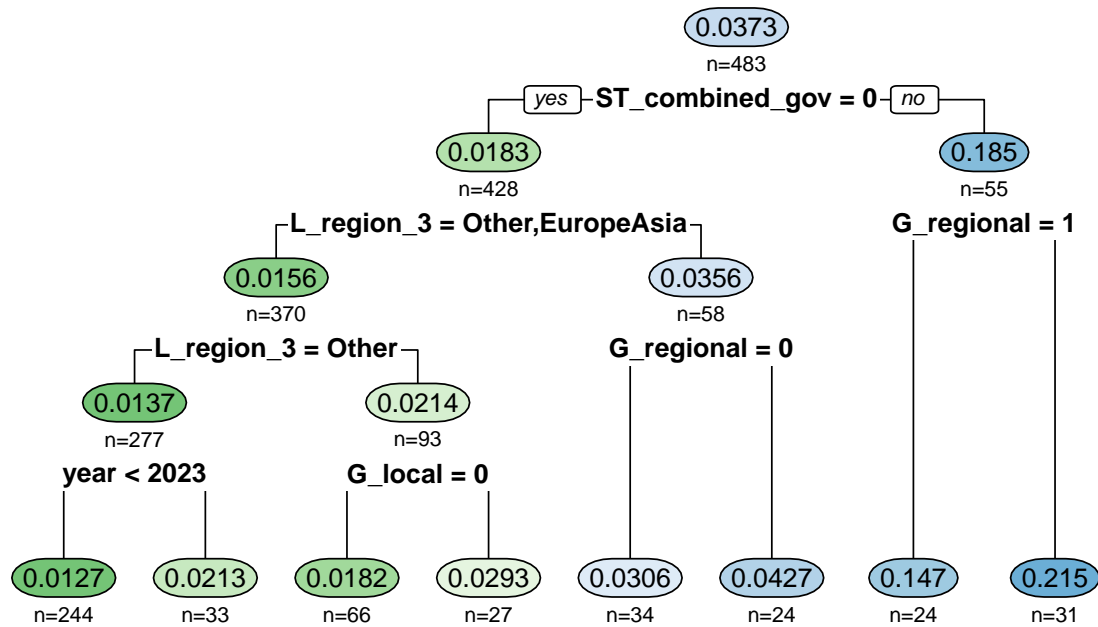 0.0373
n=483
yes ST_combined_gov = 0 no
0.0183 0.185
n=428 n=55
L_region_3 = Other,EuropeAsia G_regional = 1
0.0156 0.0356
n=370 n=58
L_region_3 = Other G_regional = 0
0.0137 0.0214
n=277 n=93
year < 2023 G_local = 0
0.0127 0.0213 0.0182 0.0293 0.0306 0.0427 0.147 0.215
n=244 n=33 n=66 n=27 n=34 n=24 n=24 n=31